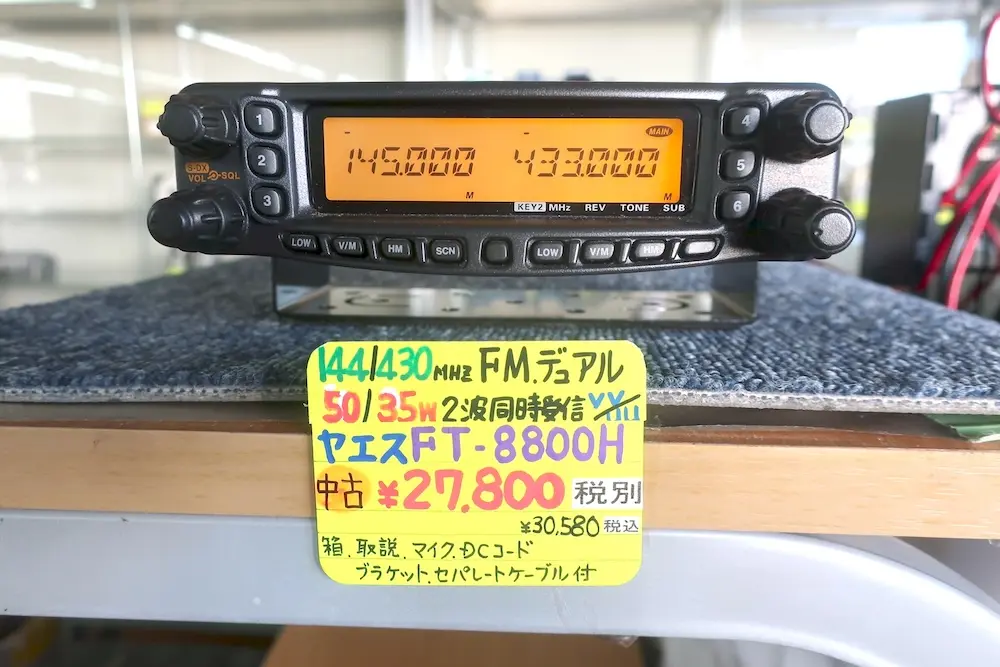 1
2
3
S-DX
VOL SQL
145.000
433.000
MAIN
M
M
KEY2 MHz REV TONE SUB
4
5
6
LOW V/M HM SCN
LOW V/M HM
144/430MHz FM.デュアル
50/35W 2波同時受信
ヤエスFT-8800H
中古 ¥27,800 税別
¥30,580 税込
箱.取説.マイク.DCコード
ブラケット.セパレートケーブル付